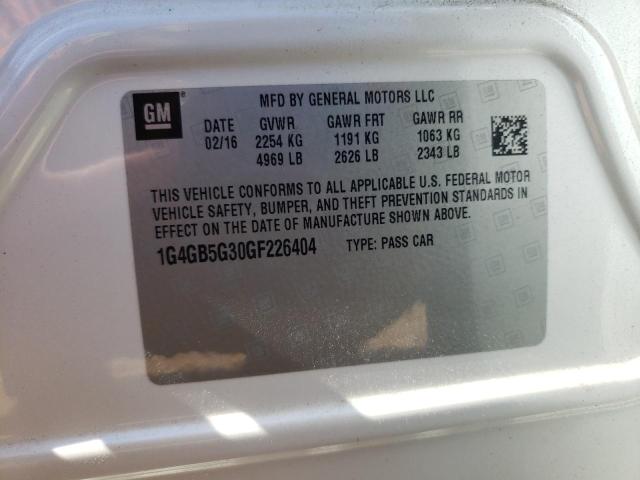 GM
MFD BY GENERAL MOTORS LLC
DATE GVWR GAWR FRT GAWR RR
02/16 2254 KG 1191 KG 1063 KG
4969 LB 2626 LB 2343 LB
THIS VEHICLE CONFORMS TO ALL APPLICABLE U.S. FEDERAL MOTOR
VEHICLE SAFETY, BUMPER, AND THEFT PREVENTION STANDARDS IN
EFFECT ON THE DATE OF MANUFACTURE SHOWN ABOVE.
1G4GB5G30GF226404 TYPE: PASS CAR